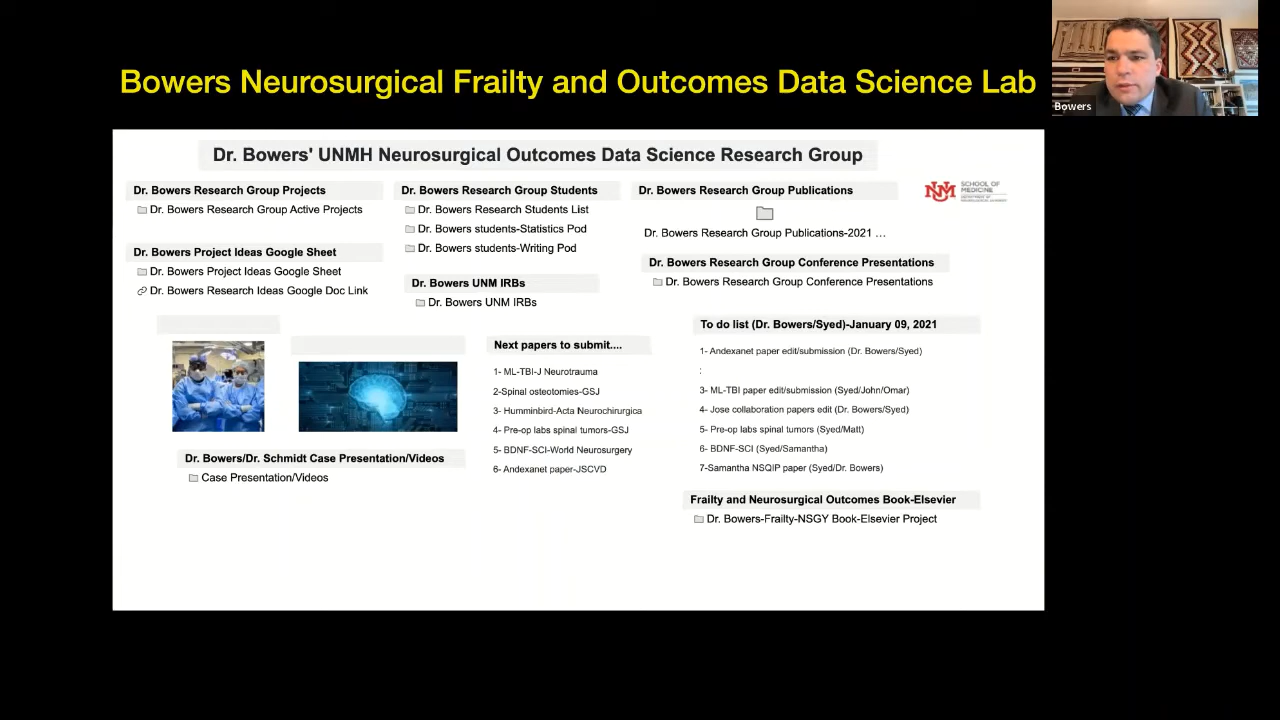 Bowers Neurosurgical Frailty and Outcomes Data Science Lab
Bowers
Dr. Bowers' UNMH Neurosurgical Outcomes Data Science Research Group
Dr. Bowers Research Group Projects
Dr. Bowers Research Group Active Projects
Dr. Bowers Project Ideas Google Sheet
Dr. Bowers Project Ideas Google Sheet
Dr. Bowers Research Ideas Google Doc Link
Dr. Bowers Research Group Students
Dr. Bowers Research Students List
Dr. Bowers students-Statistics Pod
Dr. Bowers students-Writing Pod
Dr. Bowers UNM IRBs
Dr. Bowers UNM IRBs
Dr. Bowers Research Group Publications
Dr. Bowers Research Group Publications-2021 ...
Dr. Bowers Research Group Conference Presentations
Dr. Bowers Research Group Conference Presentations
UNM
SCHOOL OF
MEDICINE
Dr. Bowers/Dr. Schmidt Case Presentation/Videos
Case Presentation/Videos
Next papers to submit....
1- ML-TBI-J Neurotrauma
2-Spinal osteotomies-GSJ
3- Humminbird-Acta Neurochirurgica
4- Pre-op labs spinal tumors-GSJ
5- BDNF-SCI-World Neurosurgery
6- Andexanet paper-JSCVD
To do list (Dr. Bowers/Syed)-January 09, 2021
1- Andexanet paper edit/submission (Dr. Bowers/Syed)
:
3- ML-TBI paper edit/submission (Syed/John/Omar)
4- Jose collaboration papers edit (Dr. Bowers/Syed)
5- Pre-op labs spinal tumors (Syed/Matt)
6- BDNF-SCI (Syed/Samantha)
7-Samantha NSQIP paper (Syed/Dr. Bowers)
Frailty and Neurosurgical Outcomes Book-Elsevier
Dr. Bowers-Frailty-NSGY Book-Elsevier Project